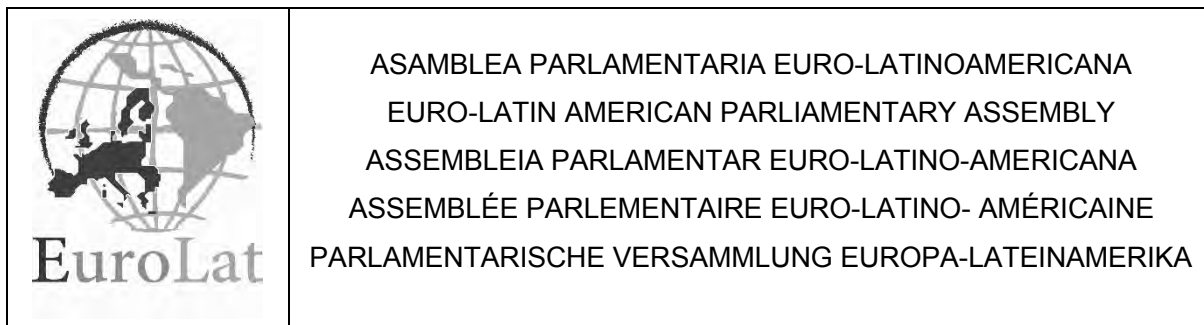 EuroLat
ASAMBLEA PARLAMENTARIA EURO-LATINOAMERICANA
EURO-LATIN AMERICAN PARLIAMENTARY ASSEMBLY
ASSEMBLEIA PARLAMENTAR EURO-LATINO-AMERICANA
ASSEMBLÉE PARLEMENTAIRE EURO-LATINO- AMÉRICAINE
PARLAMENTARISCHE VERSAMMLUNG EUROPA-LATEINAMERIKA